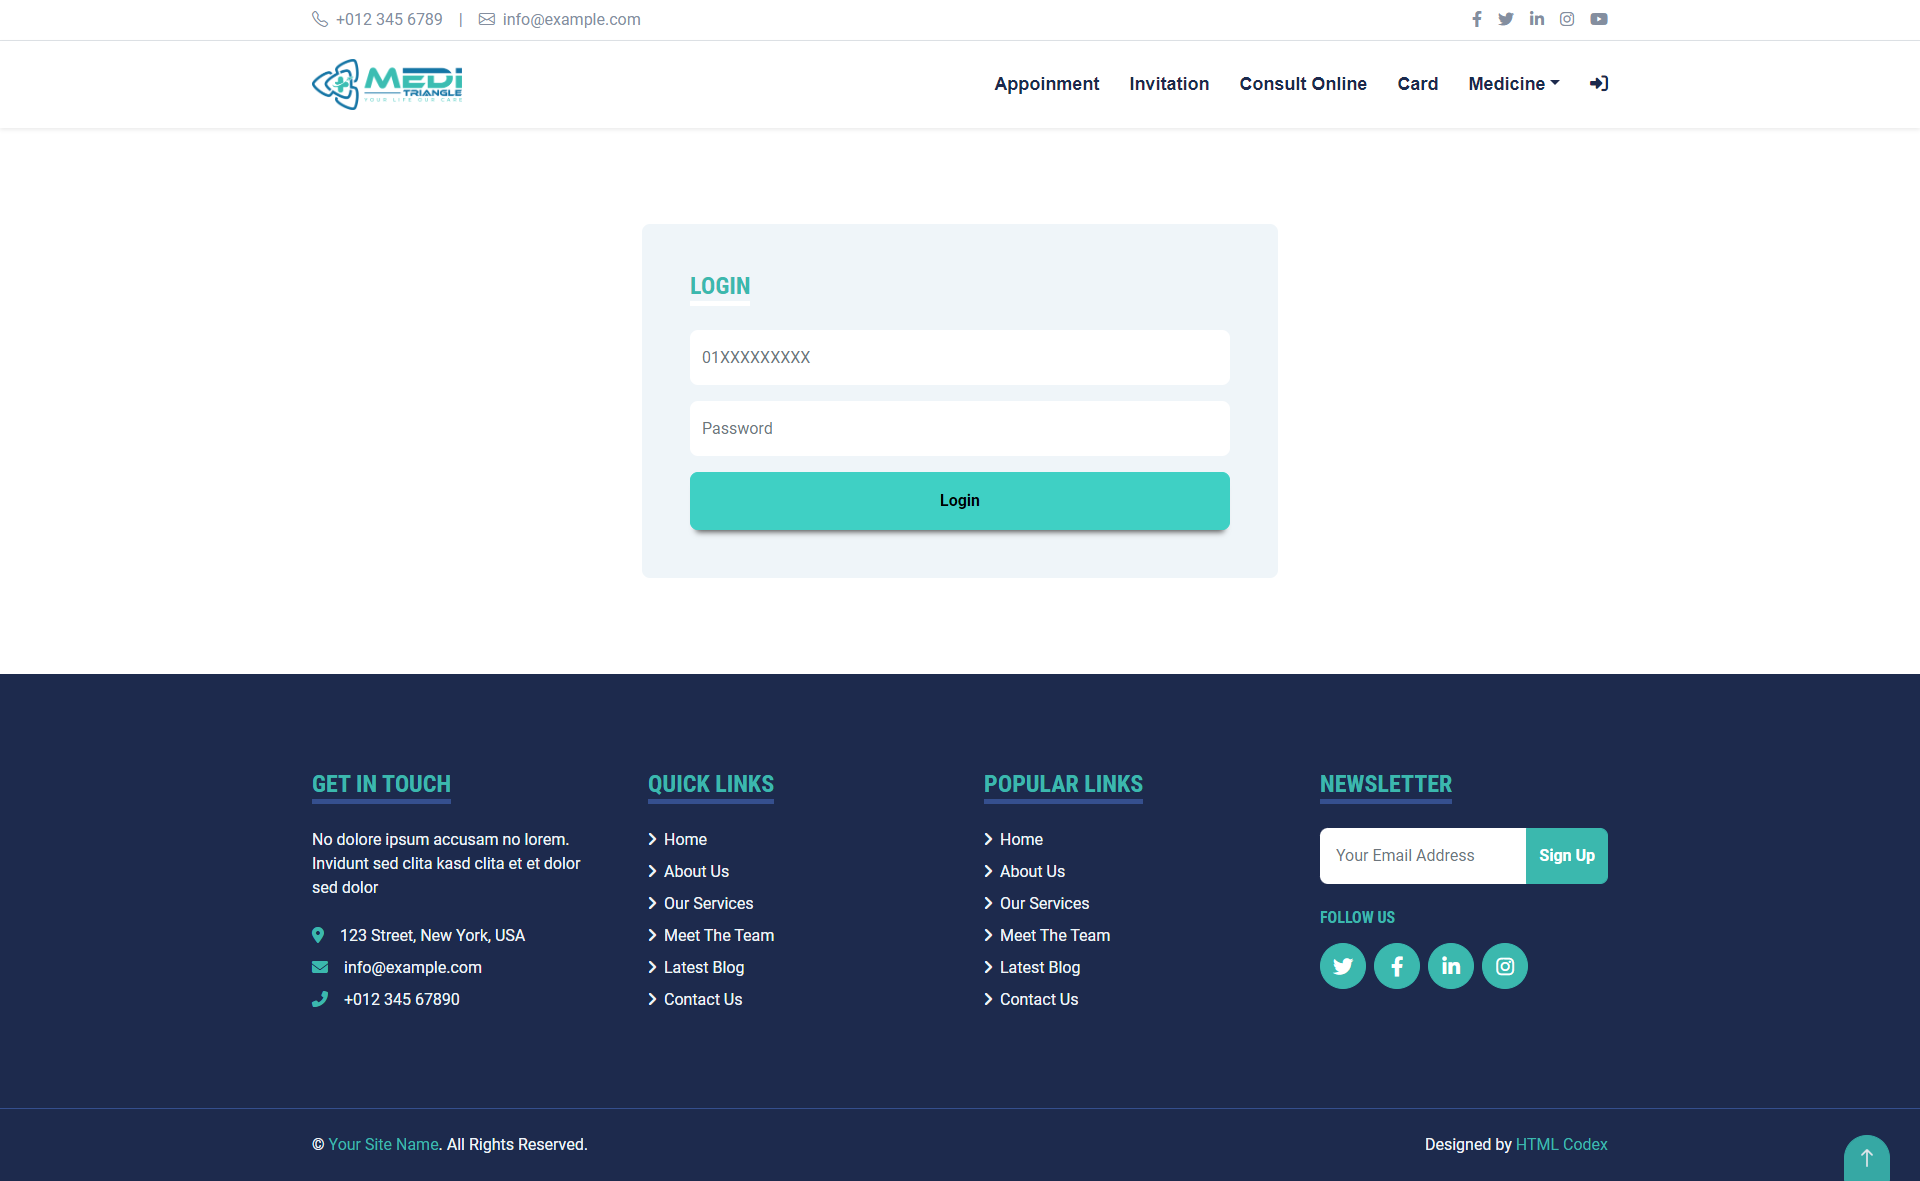 +012 345 6789 | info@example.com
MEDI
TRIANGLE
YOUR LIFE OUR CARE
Appoinment Invitation Consult Online Card Medicine
LOGIN
01XXXXXXXXX
Password
Login
GET IN TOUCH
No dolore ipsum accusam no lorem.
Invidunt sed clita kasd clita et et dolor
sed dolor
123 Street, New York, USA
info@example.com
+012 345 67890
QUICK LINKS
Home
About Us
Our Services
Meet The Team
Latest Blog
Contact Us
POPULAR LINKS
Home
About Us
Our Services
Meet The Team
Latest Blog
Contact Us
NEWSLETTER
Your Email Address Sign Up
FOLLOW US
© Your Site Name. All Rights Reserved.
Designed by HTML Codex